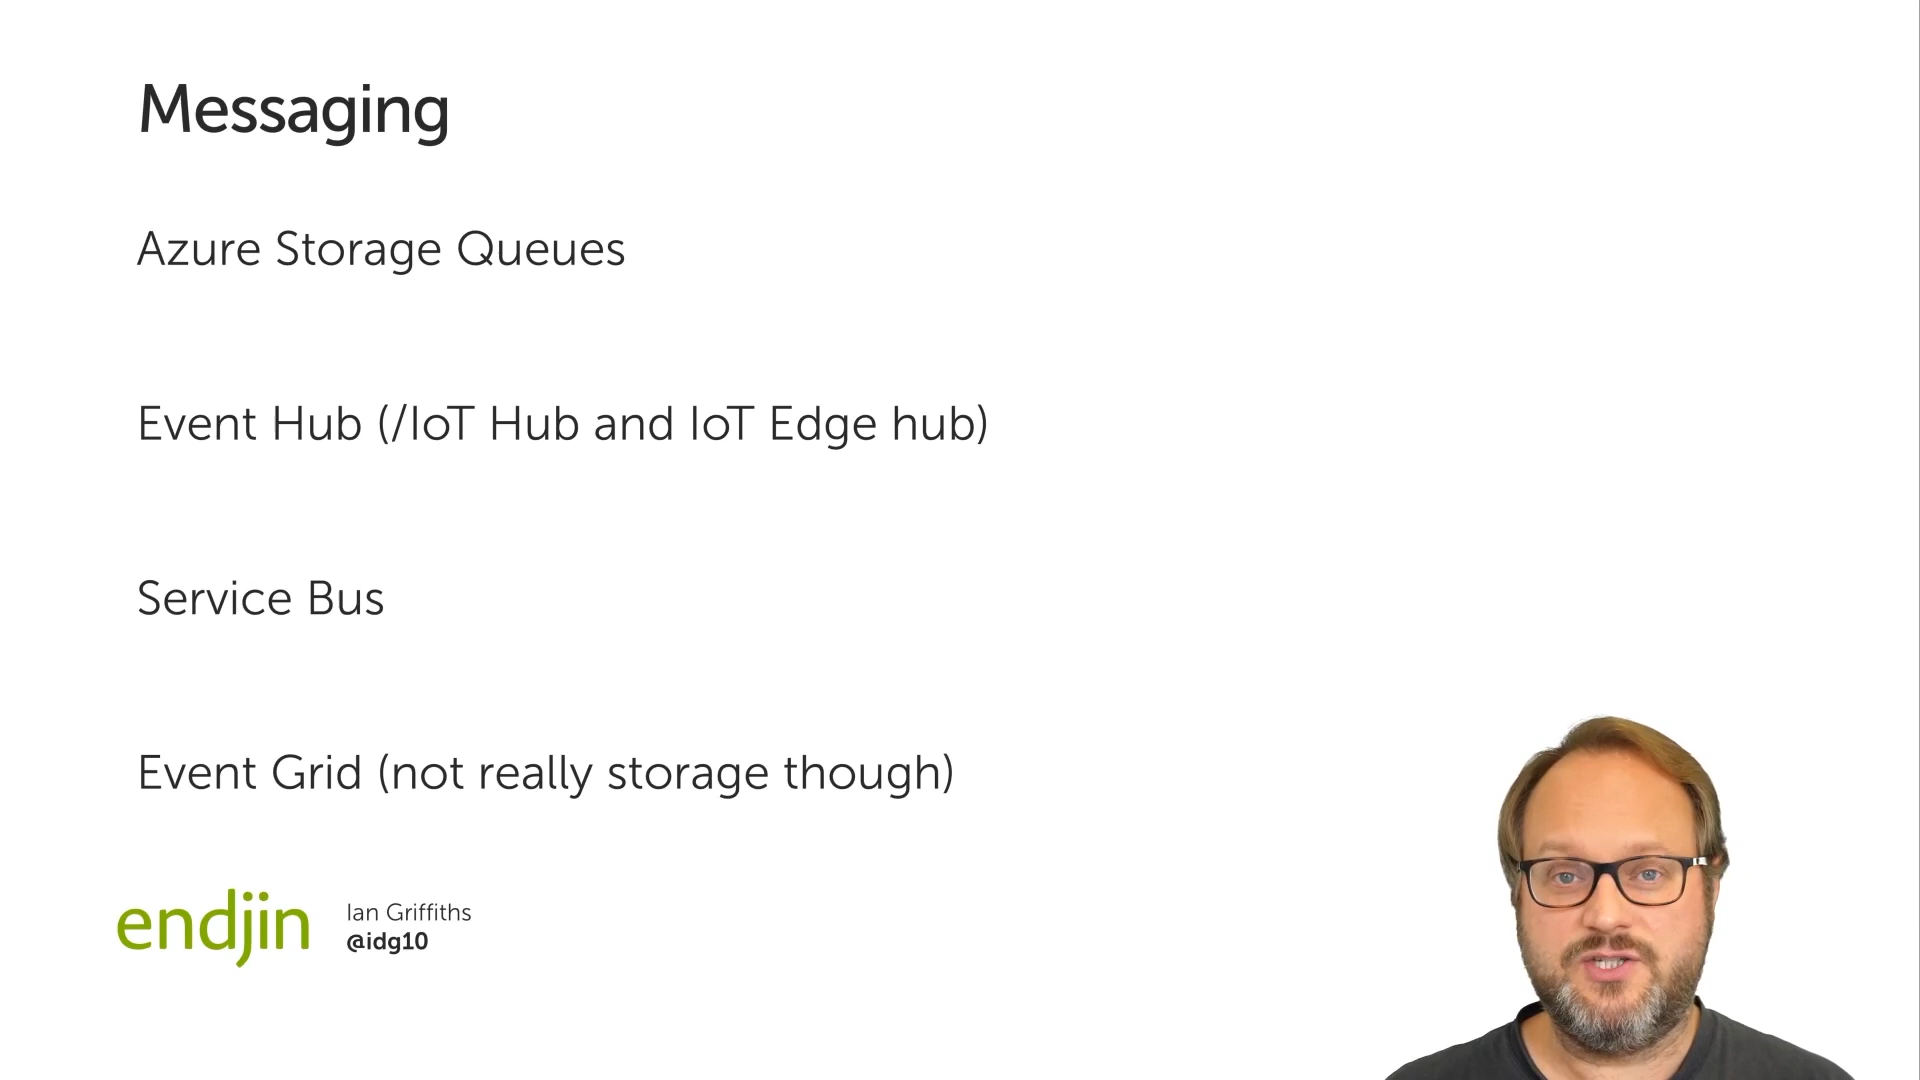 Messaging
Azure Storage Queues
Event Hub (/IoT Hub and IoT Edge hub)
Service Bus
Event Grid (not really storage though)
endjin
Ian Griffiths
@idg10